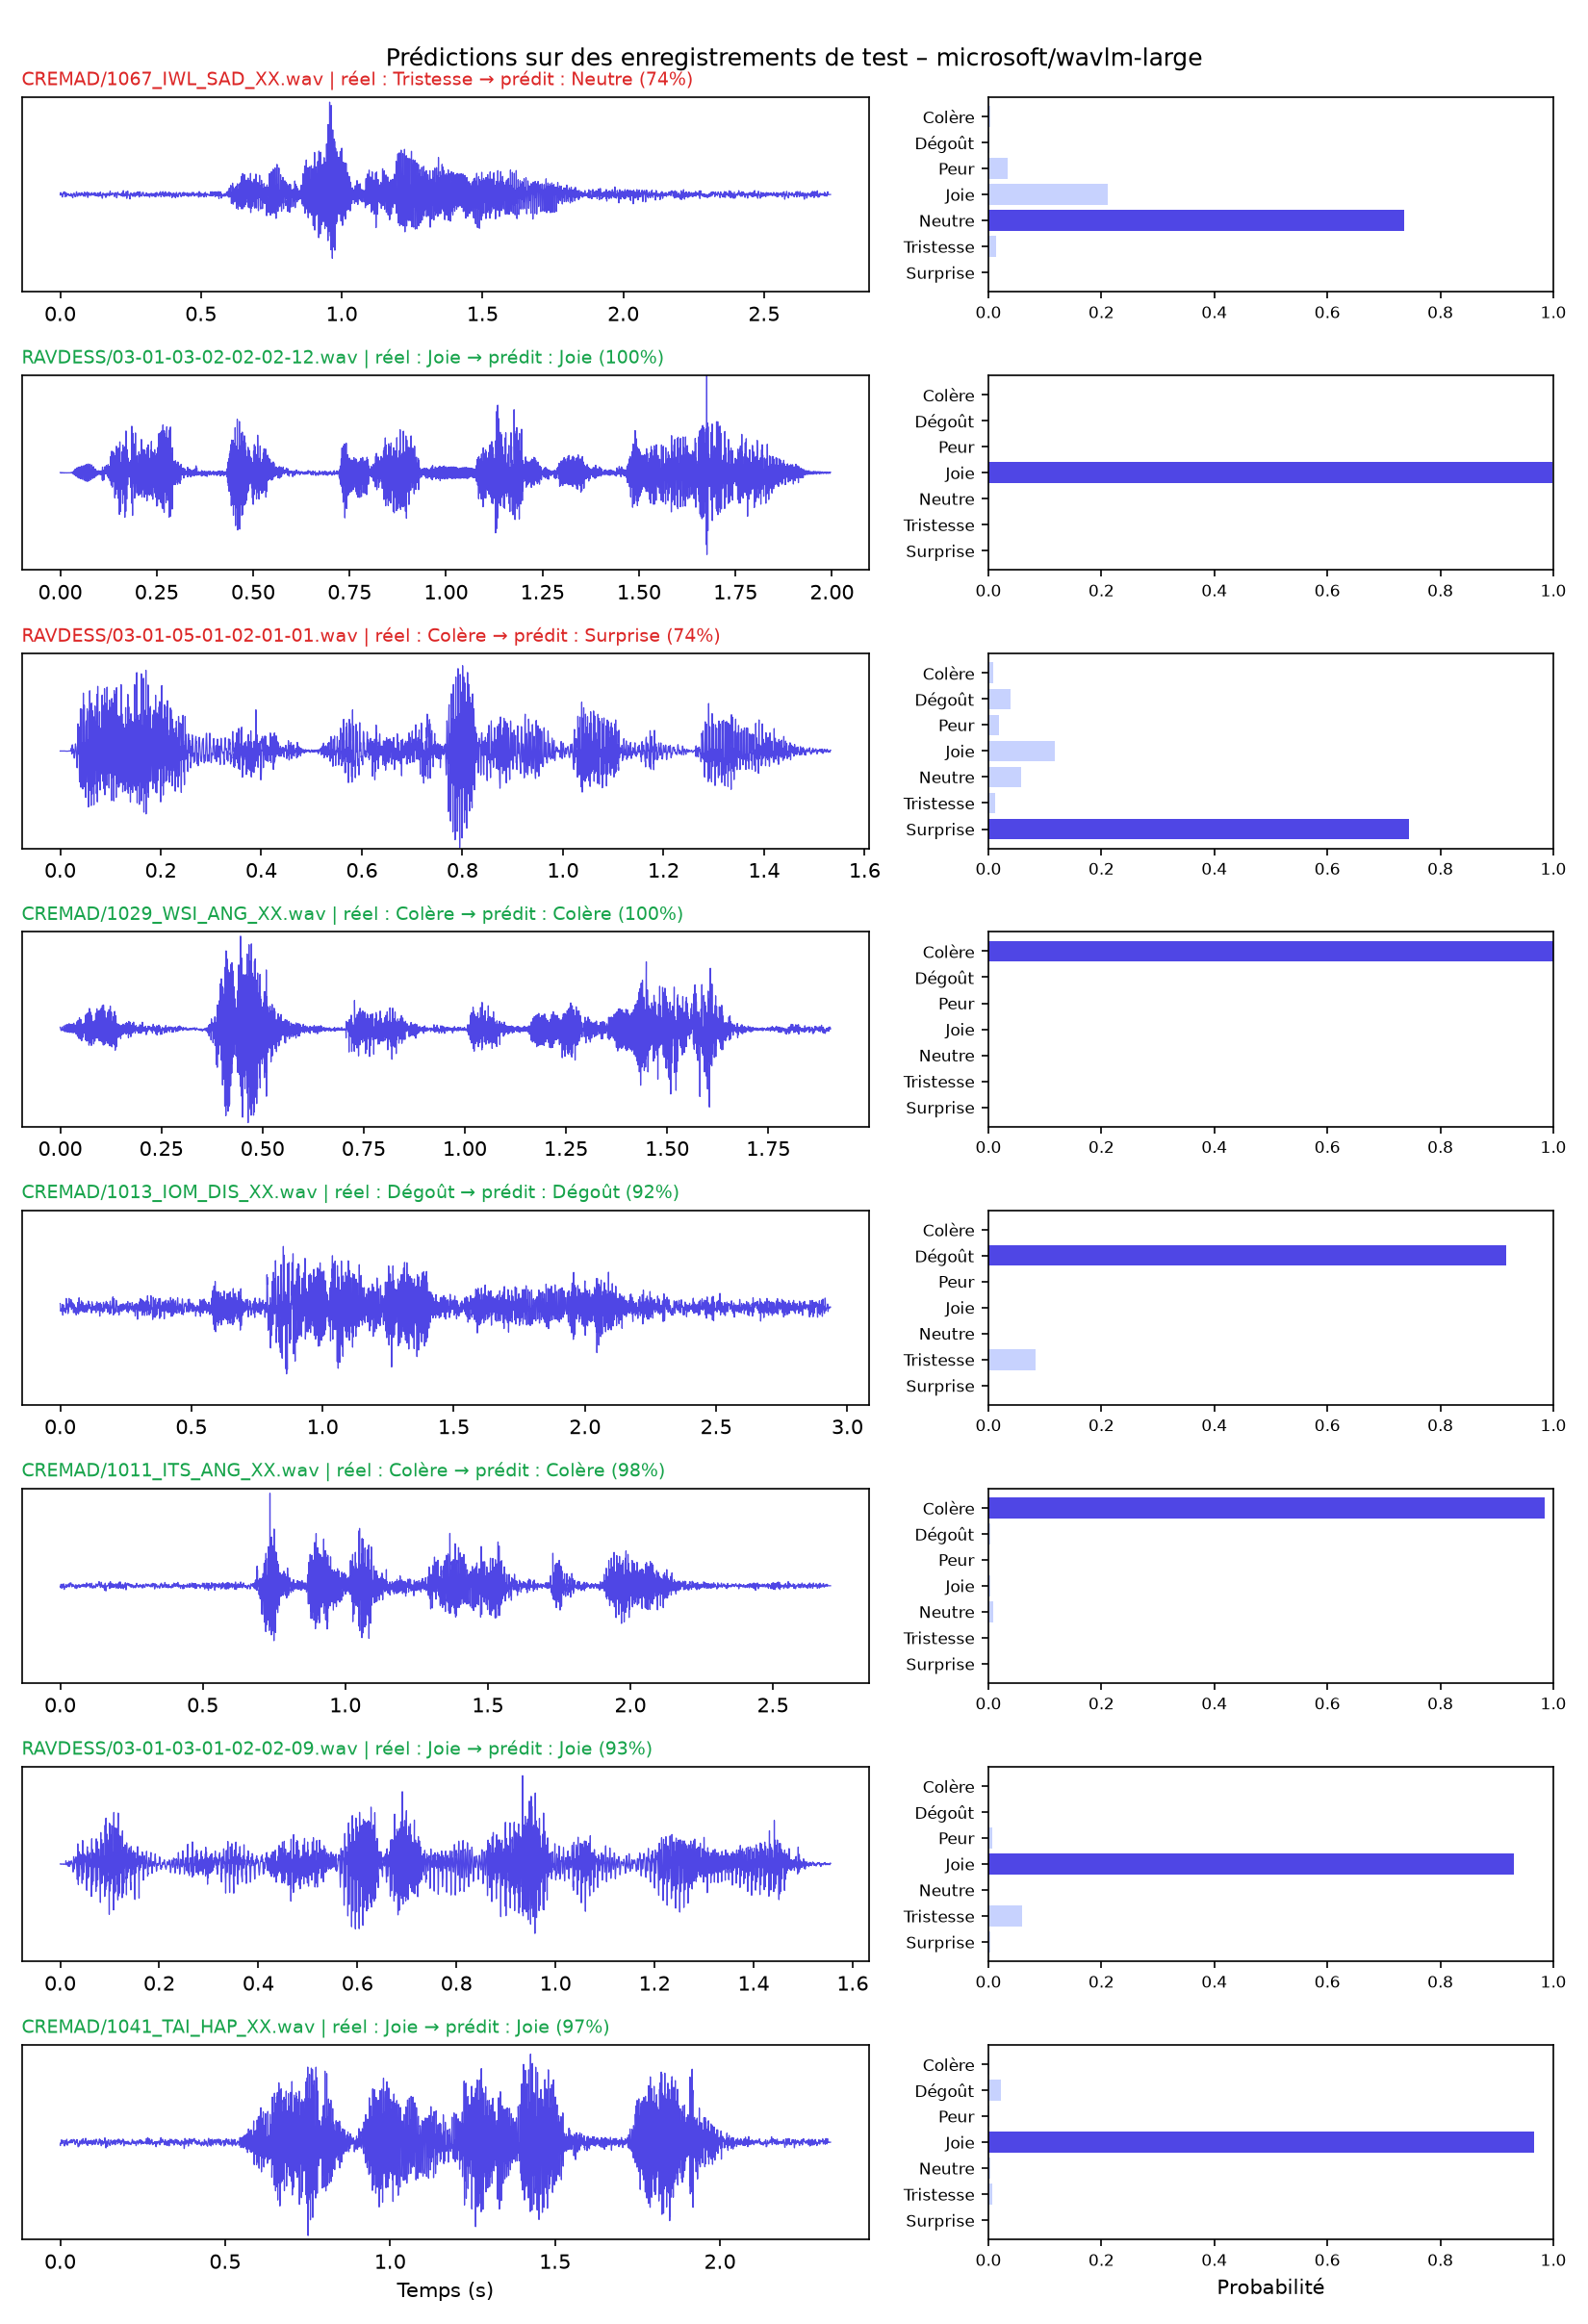 Prédictions sur des enregistrements de test – microsoft/wavlm-large
CREMAD/1067_IWL_SAD_XX.wav | réel : Tristesse → prédit : Neutre (74%)
Colère
Dégoût
Peur
Joie
Neutre
Tristesse
Surprise
0.0 0.5 1.0 1.5 2.0 2.5
0.0 0.2 0.4 0.6 0.8 1.0
RAVDESS/03-01-03-02-02-02-12.wav | réel : Joie → prédit : Joie (100%)
Colère
Dégoût
Peur
Joie
Neutre
Tristesse
Surprise
0.00 0.25 0.50 0.75 1.00 1.25 1.50 1.75 2.00
0.0 0.2 0.4 0.6 0.8 1.0
RAVDESS/03-01-05-01-02-01-01.wav | réel : Colère → prédit : Surprise (74%)
Colère
Dégoût
Peur
Joie
Neutre
Tristesse
Surprise
0.0 0.2 0.4 0.6 0.8 1.0 1.2 1.4 1.6
0.0 0.2 0.4 0.6 0.8 1.0
CREMAD/1029_WSI_ANG_XX.wav | réel : Colère → prédit : Colère (100%)
Colère
Dégoût
Peur
Joie
Neutre
Tristesse
Surprise
0.00 0.25 0.50 0.75 1.00 1.25 1.50 1.75
0.0 0.2 0.4 0.6 0.8 1.0
CREMAD/1013_IOM_DIS_XX.wav | réel : Dégoût → prédit : Dégoût (92%)
Colère
Dégoût
Peur
Joie
Neutre
Tristesse
Surprise
0.0 0.5 1.0 1.5 2.0 2.5 3.0
0.0 0.2 0.4 0.6 0.8 1.0
CREMAD/1011_ITS_ANG_XX.wav | réel : Colère → prédit : Colère (98%)
Colère
Dégoût
Peur
Joie
Neutre
Tristesse
Surprise
0.0 0.5 1.0 1.5 2.0 2.5
0.0 0.2 0.4 0.6 0.8 1.0
RAVDESS/03-01-03-01-02-02-09.wav | réel : Joie → prédit : Joie (93%)
Colère
Dégoût
Peur
Joie
Neutre
Tristesse
Surprise
0.0 0.2 0.4 0.6 0.8 1.0 1.2 1.4 1.6
0.0 0.2 0.4 0.6 0.8 1.0
CREMAD/1041_TAI_HAP_XX.wav | réel : Joie → prédit : Joie (97%)
Colère
Dégoût
Peur
Joie
Neutre
Tristesse
Surprise
0.0 0.5 1.0 1.5 2.0
0.0 0.2 0.4 0.6 0.8 1.0
Temps (s)
Probabilité